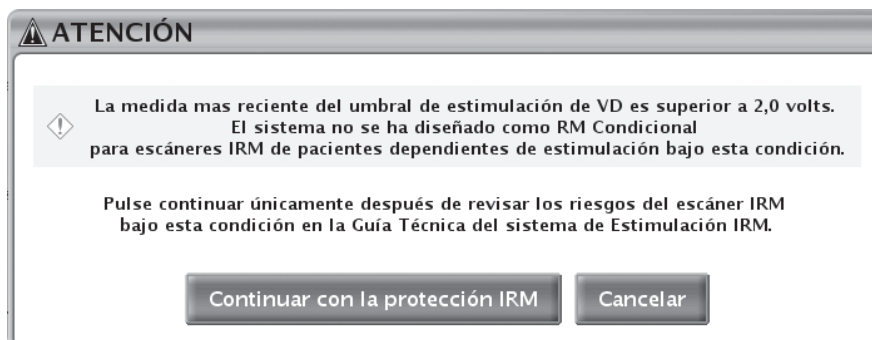 ATENCIÓN
La medida mas reciente del umbral de estimulación de VD es superior a 2,0 volts.
El sistema no se ha diseñado como RM Condicional
para escáneres IRM de pacientes dependientes de estimulación bajo esta condición.
Pulse continuar únicamente después de revisar los riesgos del escáner IRM
bajo esta condición en la Guía Técnica del sistema de Estimulación IRM.
Continuar con la protección IRM
Cancelar